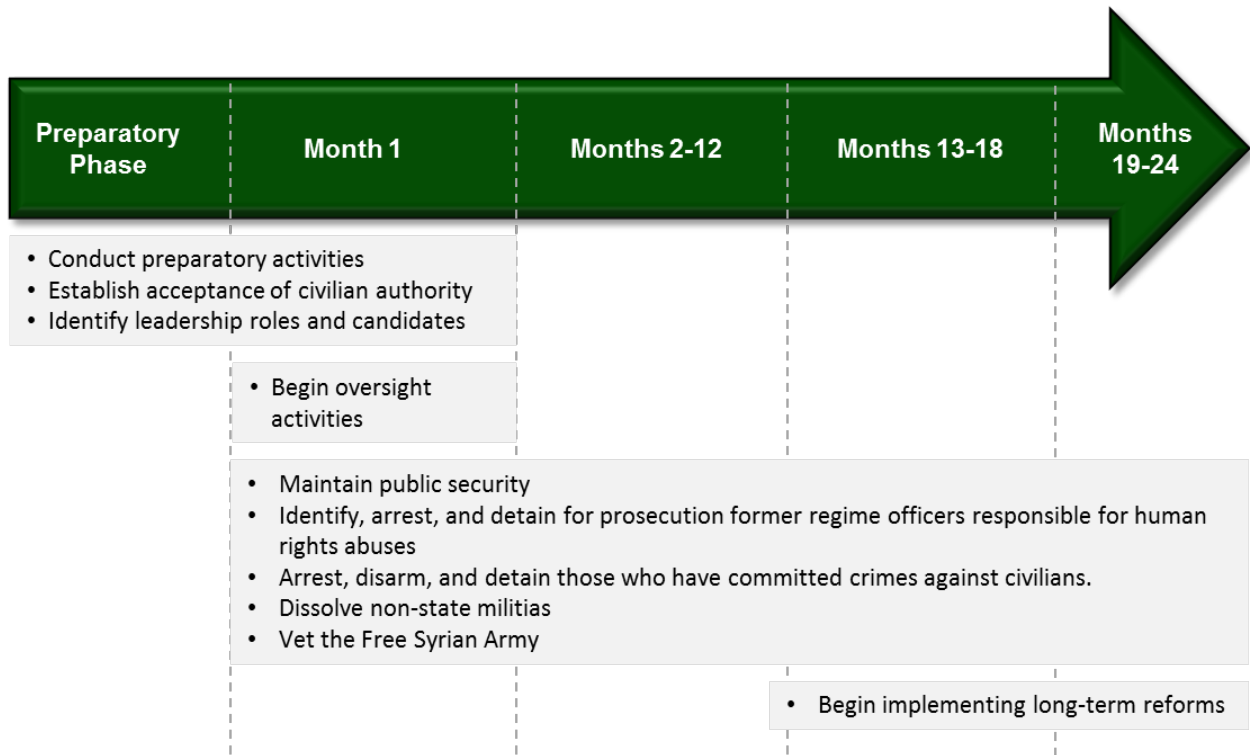 Preparatory
Phase
Month 1
Months 2-12
Months 13-18
Months
19-24
• Conduct preparatory activities
• Establish acceptance of civilian authority
• Identify leadership roles and candidates
• Begin oversight
activities
• Maintain public security
• Identify, arrest, and detain for prosecution former regime officers responsible for human
rights abuses
• Arrest, disarm, and detain those who have committed crimes against civilians.
• Dissolve non-state militias
• Vet the Free Syrian Army
• Begin implementing long-term reforms